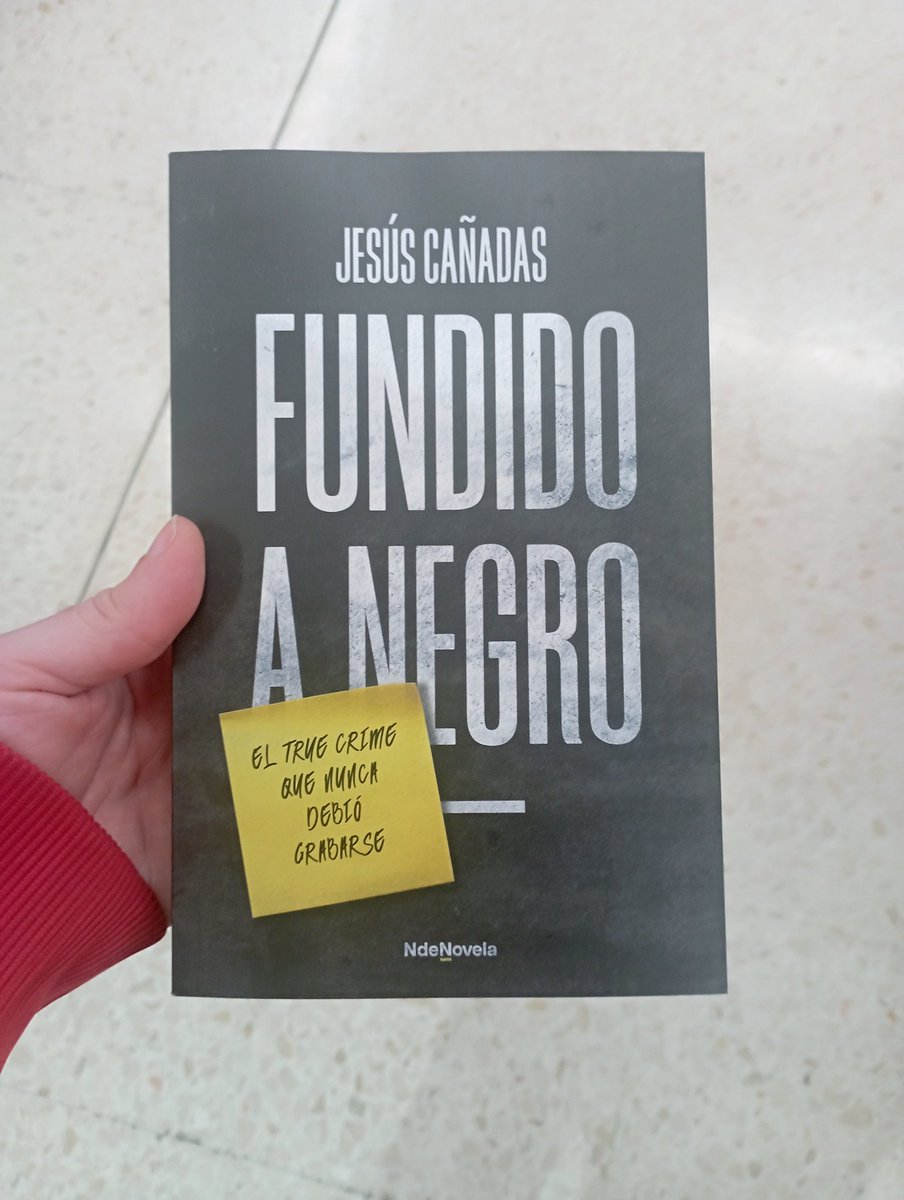 JESÚS CAÑADAS
FUNDIDO
A NEGRO
EL TRUE CRIME
QUE NUNCA
DEBIÓ
GRABARSE
NdeNovela